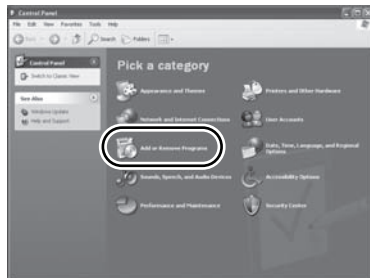 Control Panel
File Edit View Favorites Tools Help
Back
Search
Folders
Control Panel
Switch to Classic View
See Also
Windows Update
Help and Support
Pick a category
Appearance and Themes
Printers and Other Hardware
Network and Internet Connections
User Accounts
Add or Remove Programs
Date, Time, Language, and Regional
Options
Sounds, Speech, and Audio Devices
Accessibility Options
Performance and Maintenance
Security Center